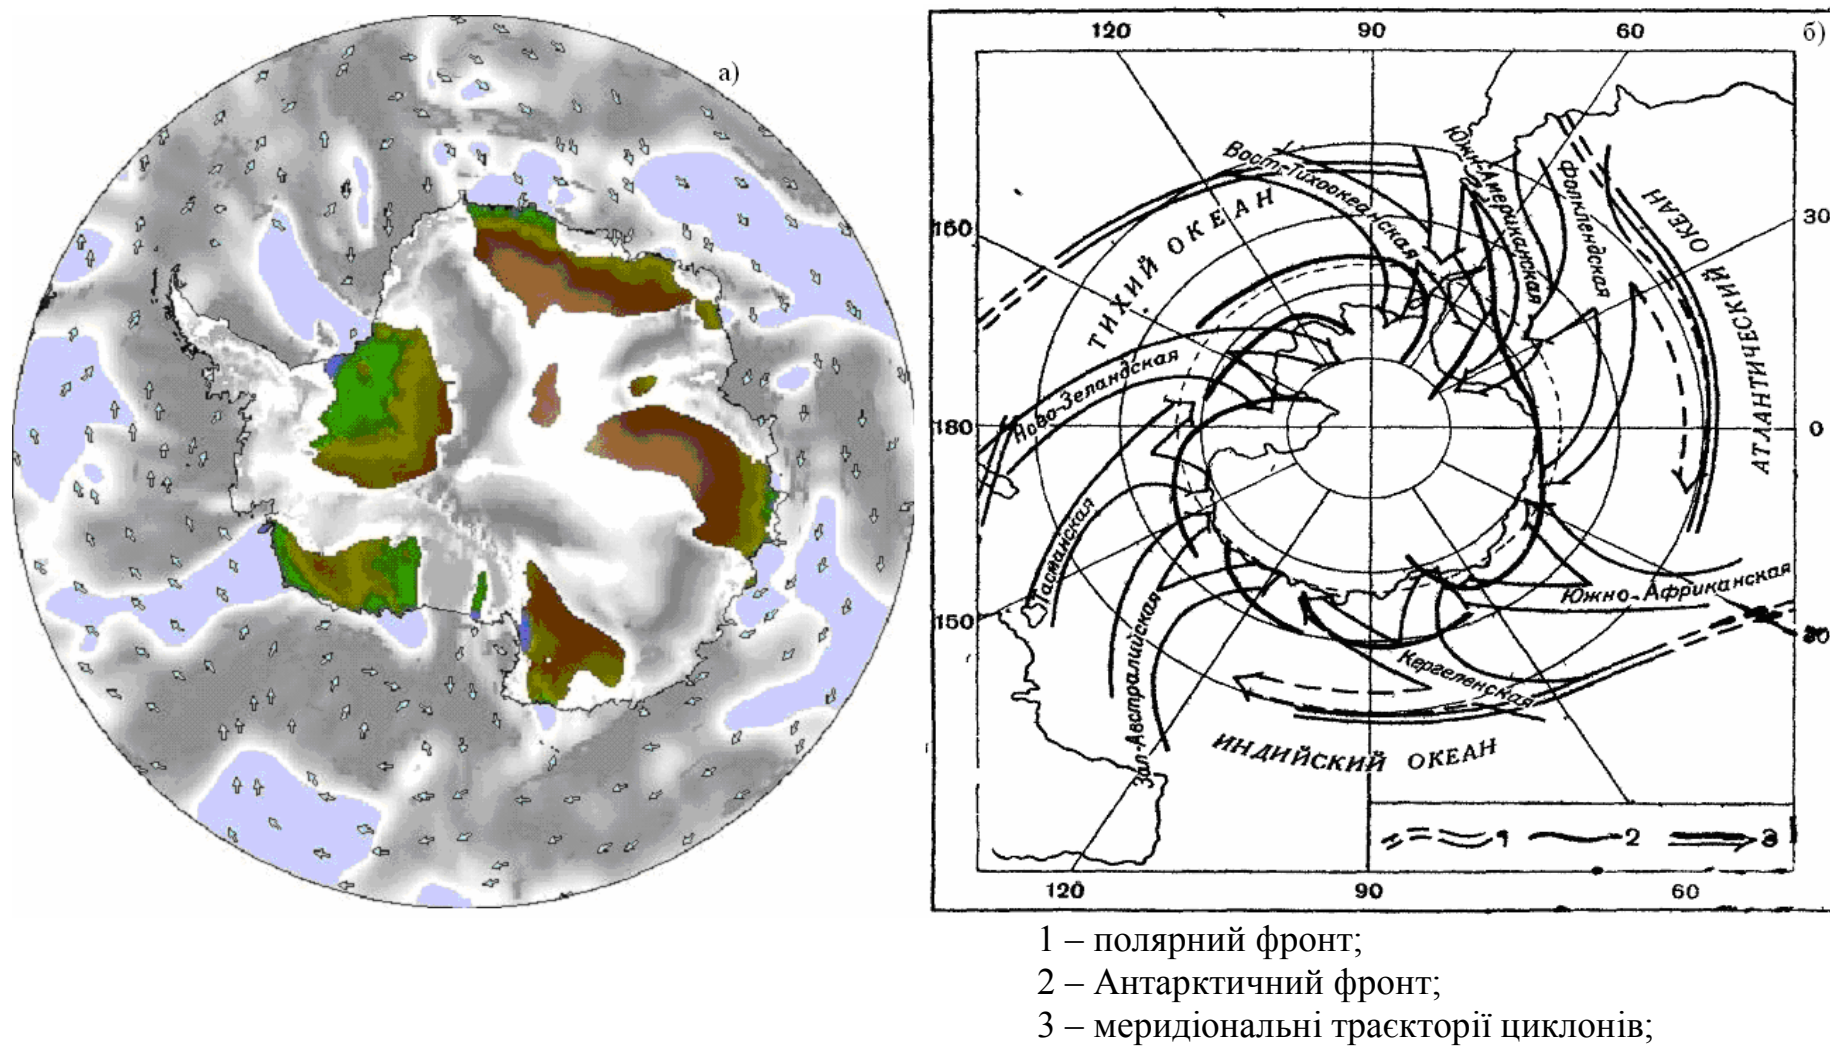 а)
б)
120 90 60
160
180
150
30
0
30
120 90 60
ТИХИЙ ОКЕАН
АТЛАНТИЧЕСКИЙ ОКЕАН
ИНДИЙСКИЙ ОКЕАН
Вост-Тихоокеанская
Южн-Американская
Фолклендская
Ново-Зеландская
Тасманская
Зап-Австралийская
Кергеленская
Южно-Африканская
1 2 3
1 – полярний фронт;
2 – Антарктичний фронт;
3 – меридіональні траєкторії циклонів;